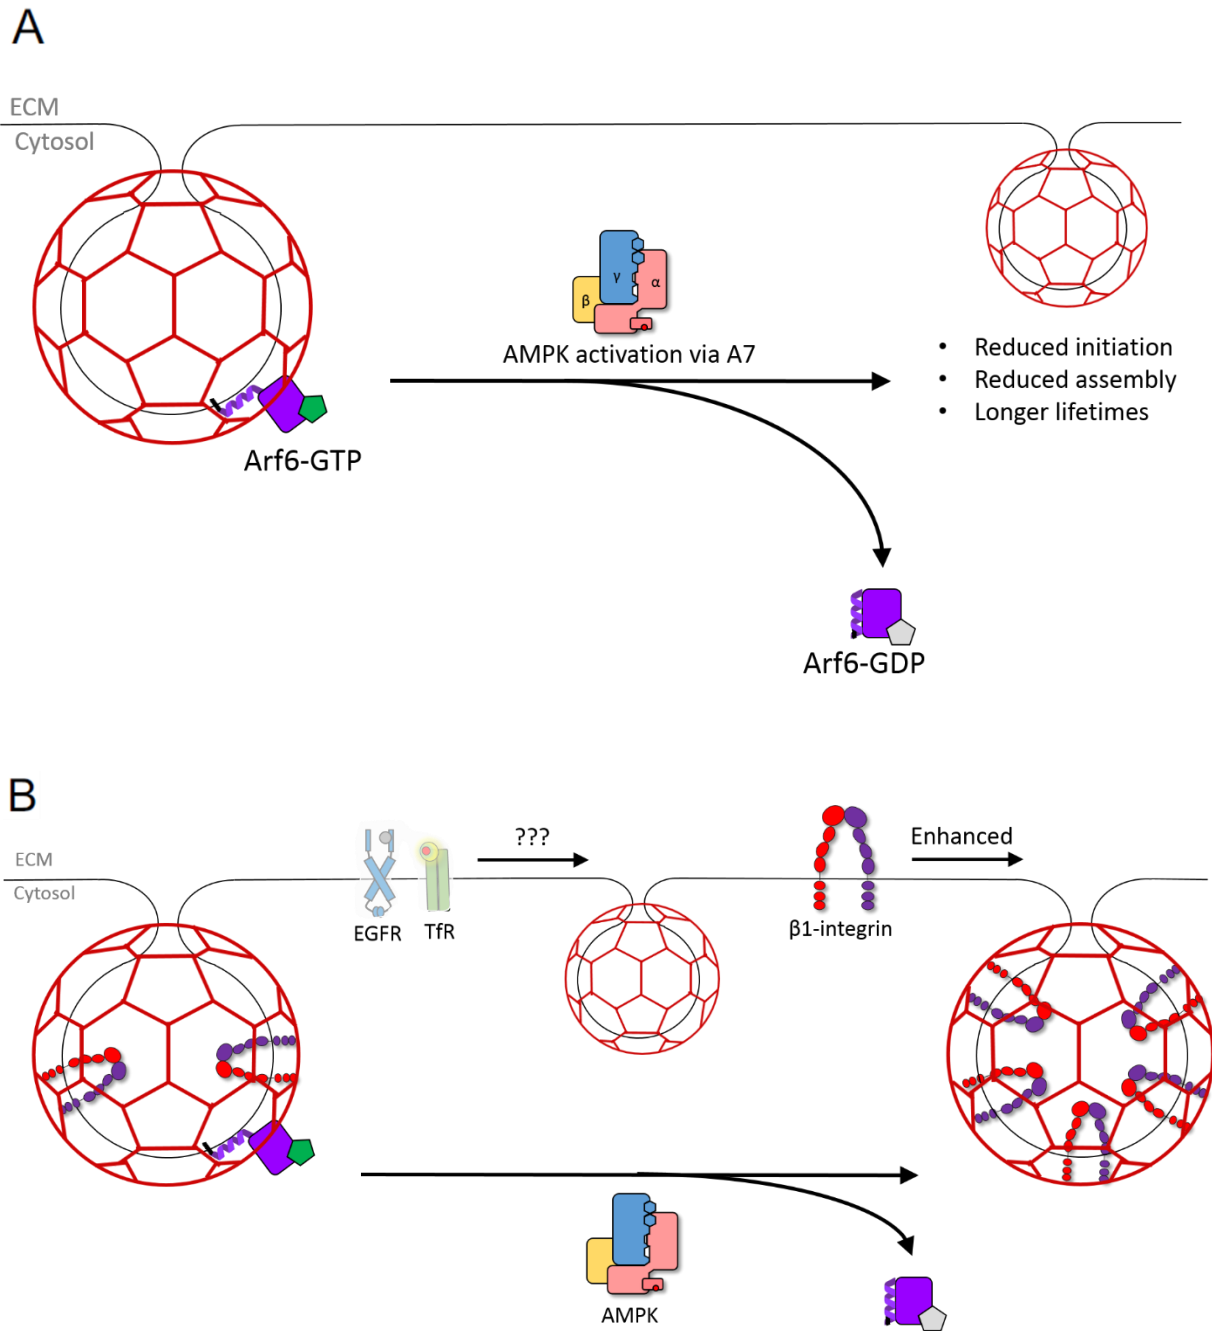 A
ECM
Cytosol
γ
α
β
AMPK activation via A7
• Reduced initiation
• Reduced assembly
• Longer lifetimes
Arf6-GTP
Arf6-GDP
B
???
Enhanced
ECM
Cytosol
EGFR
TfR
β1-integrin
AMPK